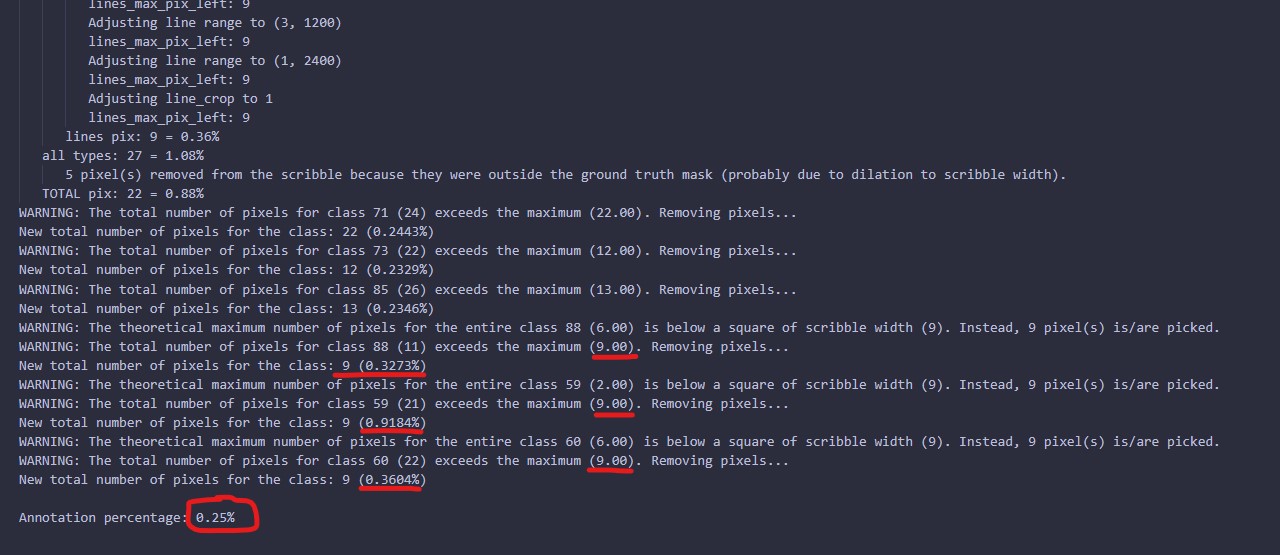 lines_max_pix_left: 9
Adjusting line range to (3, 1200)
lines_max_pix_left: 9
Adjusting line range to (1, 2400)
lines_max_pix_left: 9
Adjusting line_crop to 1
lines_max_pix_left: 9
lines pix: 9 = 0.36%
all types: 27 = 1.08%
5 pixel(s) removed from the scribble because they were outside the ground truth mask (probably due to dilation to scribble width).
TOTAL pix: 22 = 0.88%
WARNING: The total number of pixels for class 71 (24) exceeds the maximum (22.00). Removing pixels...
New total number of pixels for the class: 22 (0.2443%)
WARNING: The total number of pixels for class 73 (22) exceeds the maximum (12.00). Removing pixels...
New total number of pixels for the class: 12 (0.2329%)
WARNING: The total number of pixels for class 85 (26) exceeds the maximum (13.00). Removing pixels...
New total number of pixels for the class: 13 (0.2346%)
WARNING: The theoretical maximum number of pixels for the entire class 88 (6.00) is below a square of scribble width (9). Instead, 9 pixel(s) is/are picked.
WARNING: The total number of pixels for class 88 (11) exceeds the maximum (9.00). Removing pixels...
New total number of pixels for the class: 9 (0.3273%)
WARNING: The theoretical maximum number of pixels for the entire class 59 (2.00) is below a square of scribble width (9). Instead, 9 pixel(s) is/are picked.
WARNING: The total number of pixels for class 59 (21) exceeds the maximum (9.00). Removing pixels...
New total number of pixels for the class: 9 (0.9184%)
WARNING: The theoretical maximum number of pixels for the entire class 60 (6.00) is below a square of scribble width (9). Instead, 9 pixel(s) is/are picked.
WARNING: The total number of pixels for class 60 (22) exceeds the maximum (9.00). Removing pixels...
New total number of pixels for the class: 9 (0.3604%)
Annotation percentage: 0.25%